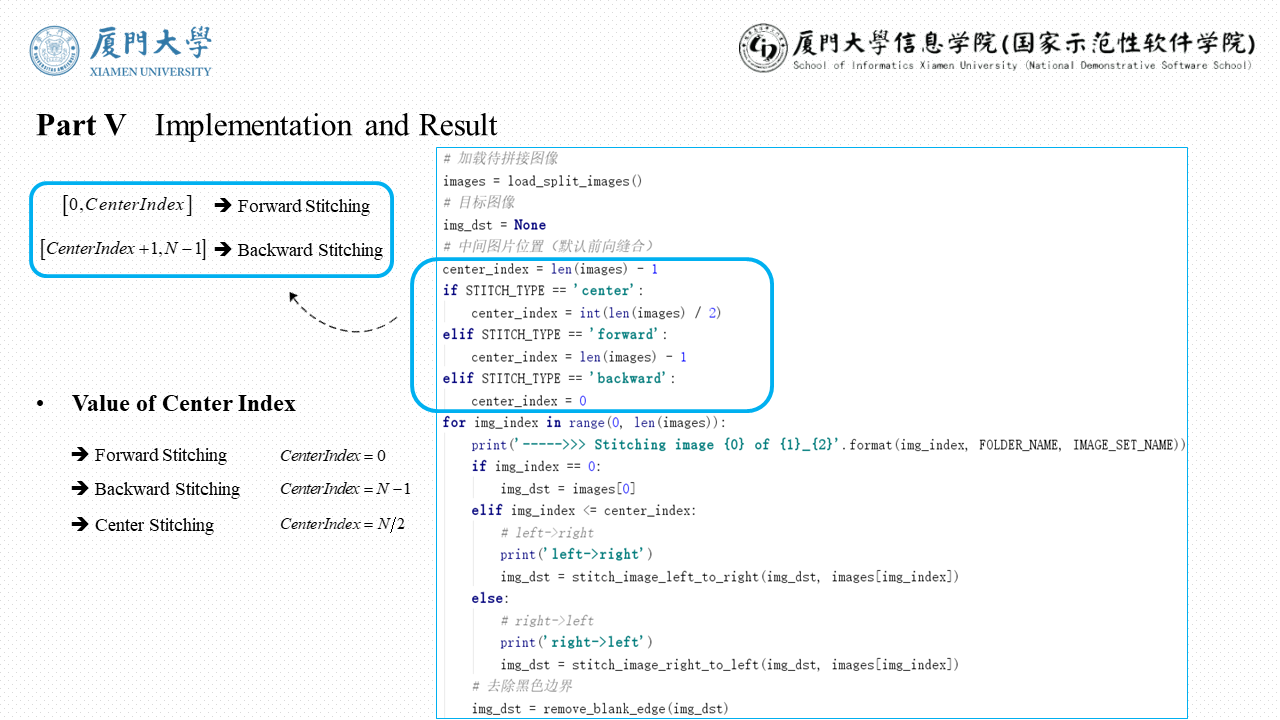 厦門大學
XIAMEN UNIVERSITY
厦門大學信息学院(国家示范性软件学院)
School of Informatics Xiamen University (National Demonstrative Software School)
Part V Implementation and Result
[0,CenterIndex] ➔ Forward Stitching
[CenterIndex+1,N−1] ➔ Backward Stitching
• Value of Center Index
➔ Forward Stitching CenterIndex = 0
➔ Backward Stitching CenterIndex = N−1
➔ Center Stitching CenterIndex = N/2
# 加载待拼接图像
images = load_split_images()
# 目标图像
img_dst = None
# 中间图片位置（默认前向缝合）
center_index = len(images) - 1
if STITCH_TYPE == 'center':
center_index = int(len(images) / 2)
elif STITCH_TYPE == 'forward':
center_index = len(images) - 1
elif STITCH_TYPE == 'backward':
center_index = 0
for img_index in range(0, len(images)):
print('----->>> Stitching image {0} of {1}_{2}'.format(img_index, FOLDER_NAME, IMAGE_SET_NAME))
if img_index == 0:
img_dst = images[0]
elif img_index <= center_index:
# left->right
print('left->right')
img_dst = stitch_image_left_to_right(img_dst, images[img_index])
else:
# right->left
print('right->left')
img_dst = stitch_image_right_to_left(img_dst, images[img_index])
# 去除黑色边界
img_dst = remove_blank_edge(img_dst)